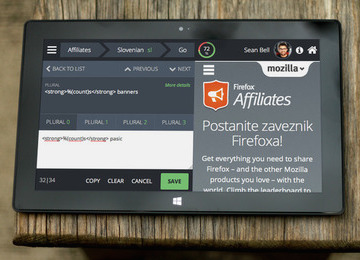 Affiliates
Slovenian sl
Go
72
Sean Bell
BACK TO LIST
PREVIOUS
NEXT
PLURAL
More details
<strong>%(count)s</strong> banners
PLURAL 0
PLURAL 1
PLURAL 2
PLURAL 3
<strong>%(count)s</strong> pasic
32|34
COPY
CLEAR
CANCEL
SAVE
mozilla
Firefox
Affiliates
Postanite zaveznik
Firefoxa!
Get everything you need to share
Firefox – and the other Mozilla
products you love – with the
world. Climb the leaderboard to